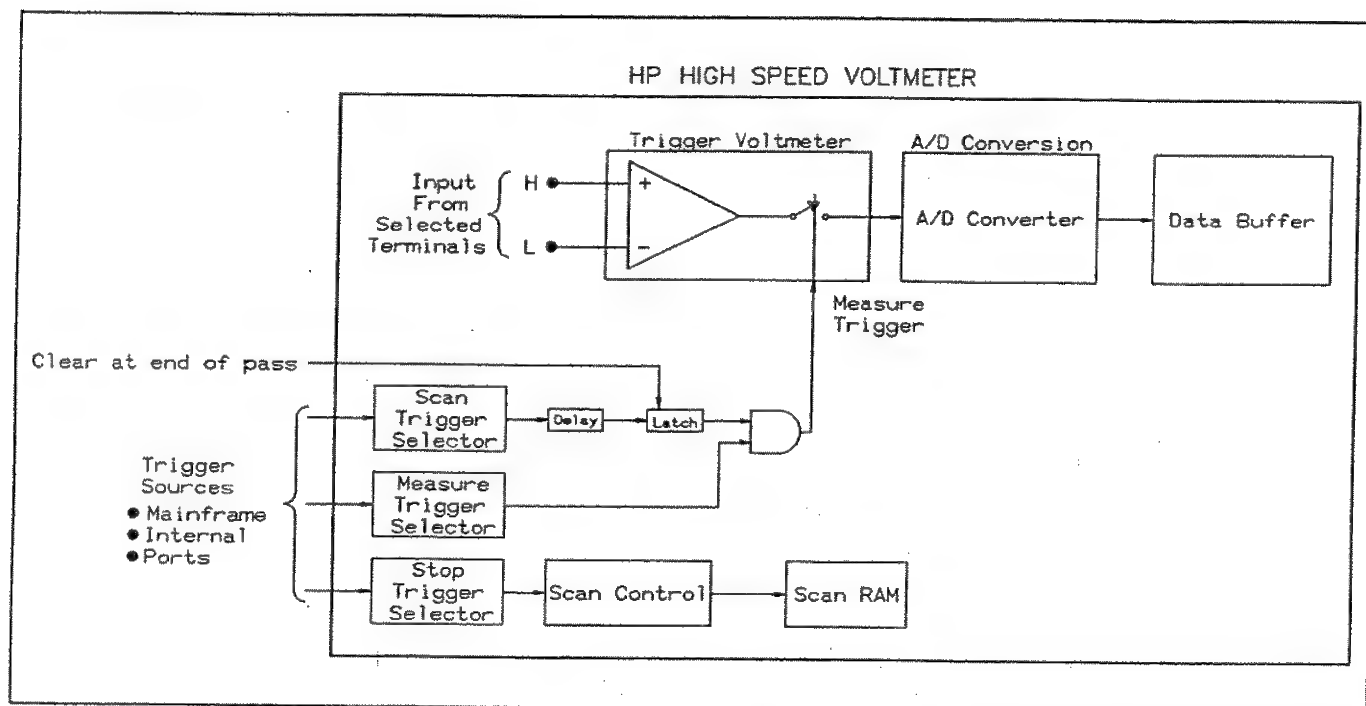 HP HIGH SPEED VOLTMETER
Trigger Voltmeter
A/D Conversion
Input
From
Selected
Terminals
H
L
+
−
A/D Converter
Data Buffer
Measure
Trigger
Clear at end of pass
Scan
Trigger
Selector
Delay
Latch
Trigger
Sources
● Mainframe
● Internal
● Ports
Measure
Trigger
Selector
Stop
Trigger
Selector
Scan Control
Scan RAM